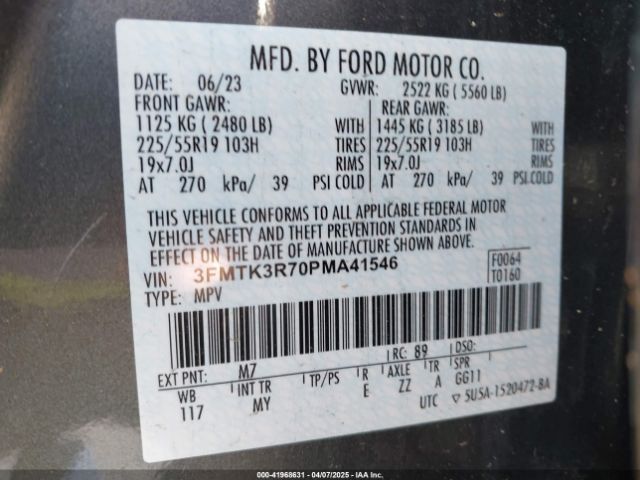 MFD. BY FORD MOTOR CO.
DATE: 06/23 GVWR: 2522 KG ( 5560 LB)
FRONT GAWR: REAR GAWR:
1125 KG ( 2480 LB) WITH 1445 KG ( 3185 LB) WITH
225/55R19 103H TIRES 225/55R19 103H TIRES
19x7.0J RIMS 19x7.0J RIMS
AT 270 kPa/ 39 PSI COLD AT 270 kPa/ 39 PSI COLD
THIS VEHICLE CONFORMS TO ALL APPLICABLE FEDERAL MOTOR
VEHICLE SAFETY AND THEFT PREVENTION STANDARDS IN
EFFECT ON THE DATE OF MANUFACTURE SHOWN ABOVE.
VIN: 3FMTK3R70PMA41546 F0064
TYPE: MPV T0160
EXT PNT: M7 RC: 89 DSO:
WB INT TR TP/PS R AXLE TR SPR
117 MY E ZZ A GG11
UTC ▽ 5U5A-1520472-BA
000-41968631 - 04/07/2025 - IAA Inc.